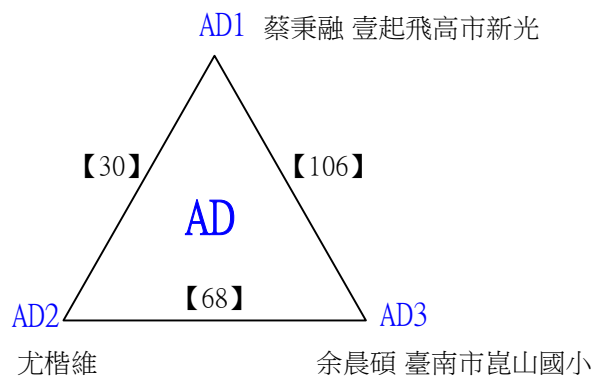 AD1 蔡秉融 壹起飛高市新光
【30】 【106】
AD
【68】
AD2 AD3
尤楷維 余晨碩 臺南市崑山國小